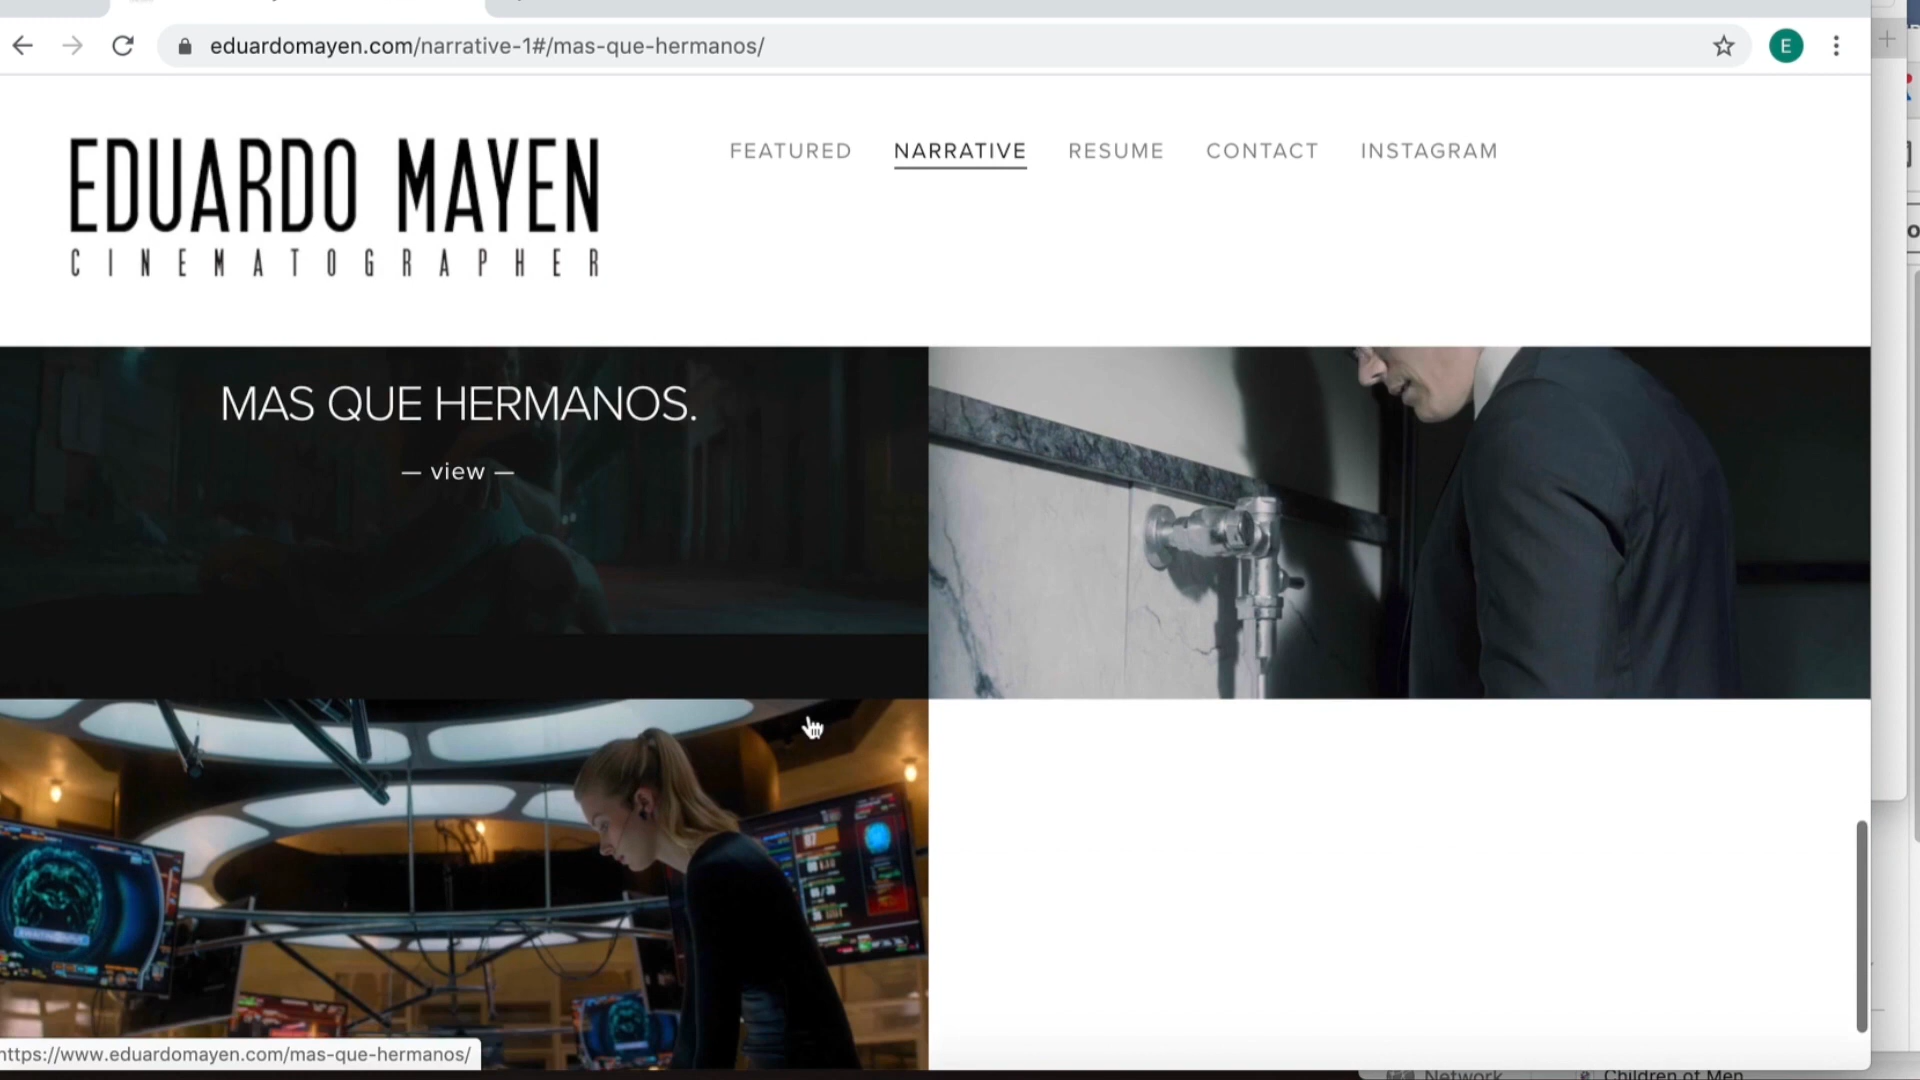 eduardomayen.com/narrative-1#/mas-que-hermanos/
E
EDUARDO MAYEN
CINEMATOGRAPHER
FEATURED NARRATIVE RESUME CONTACT INSTAGRAM
MAS QUE HERMANOS.
— view —
https://www.eduardomayen.com/mas-que-hermanos/
Network
Children of Men